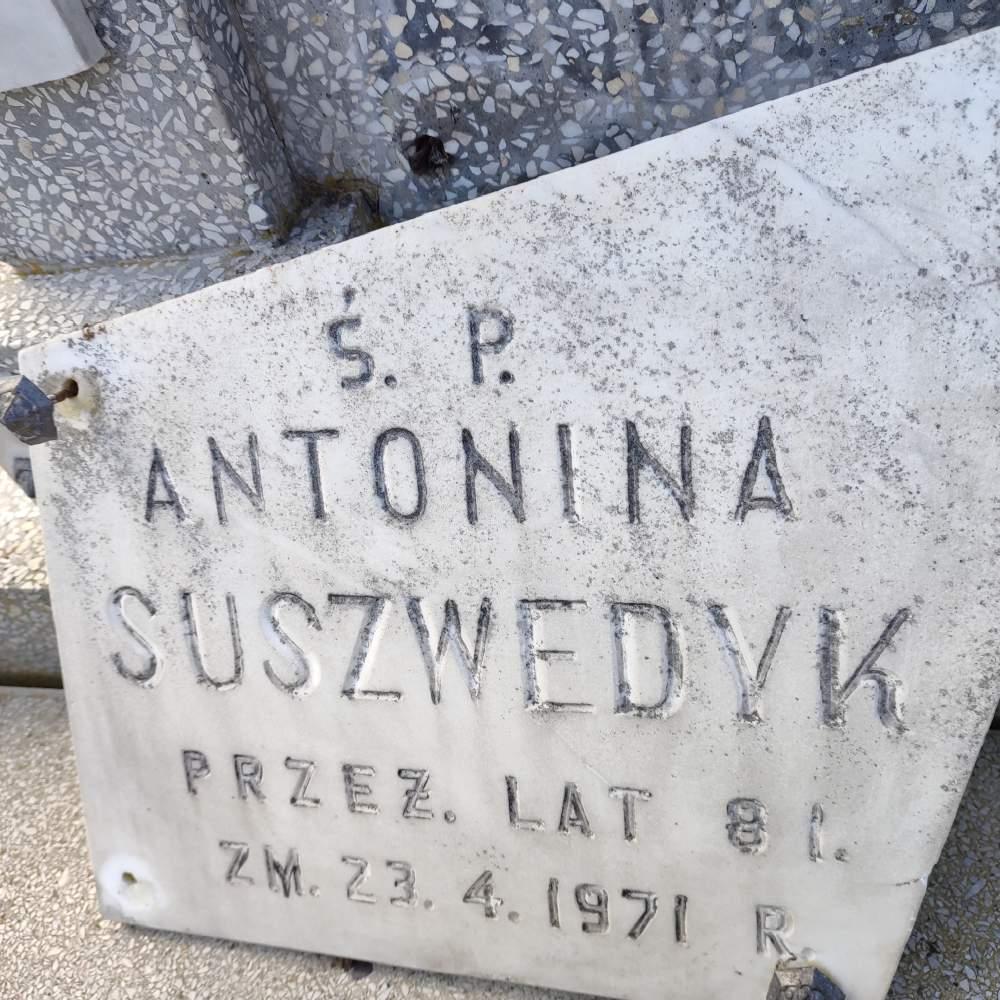 Ś. P.
ANTONINA
SUSZWEDYK
PRZEŻ. LAT 81.
ZM. 23.4.1971 R.